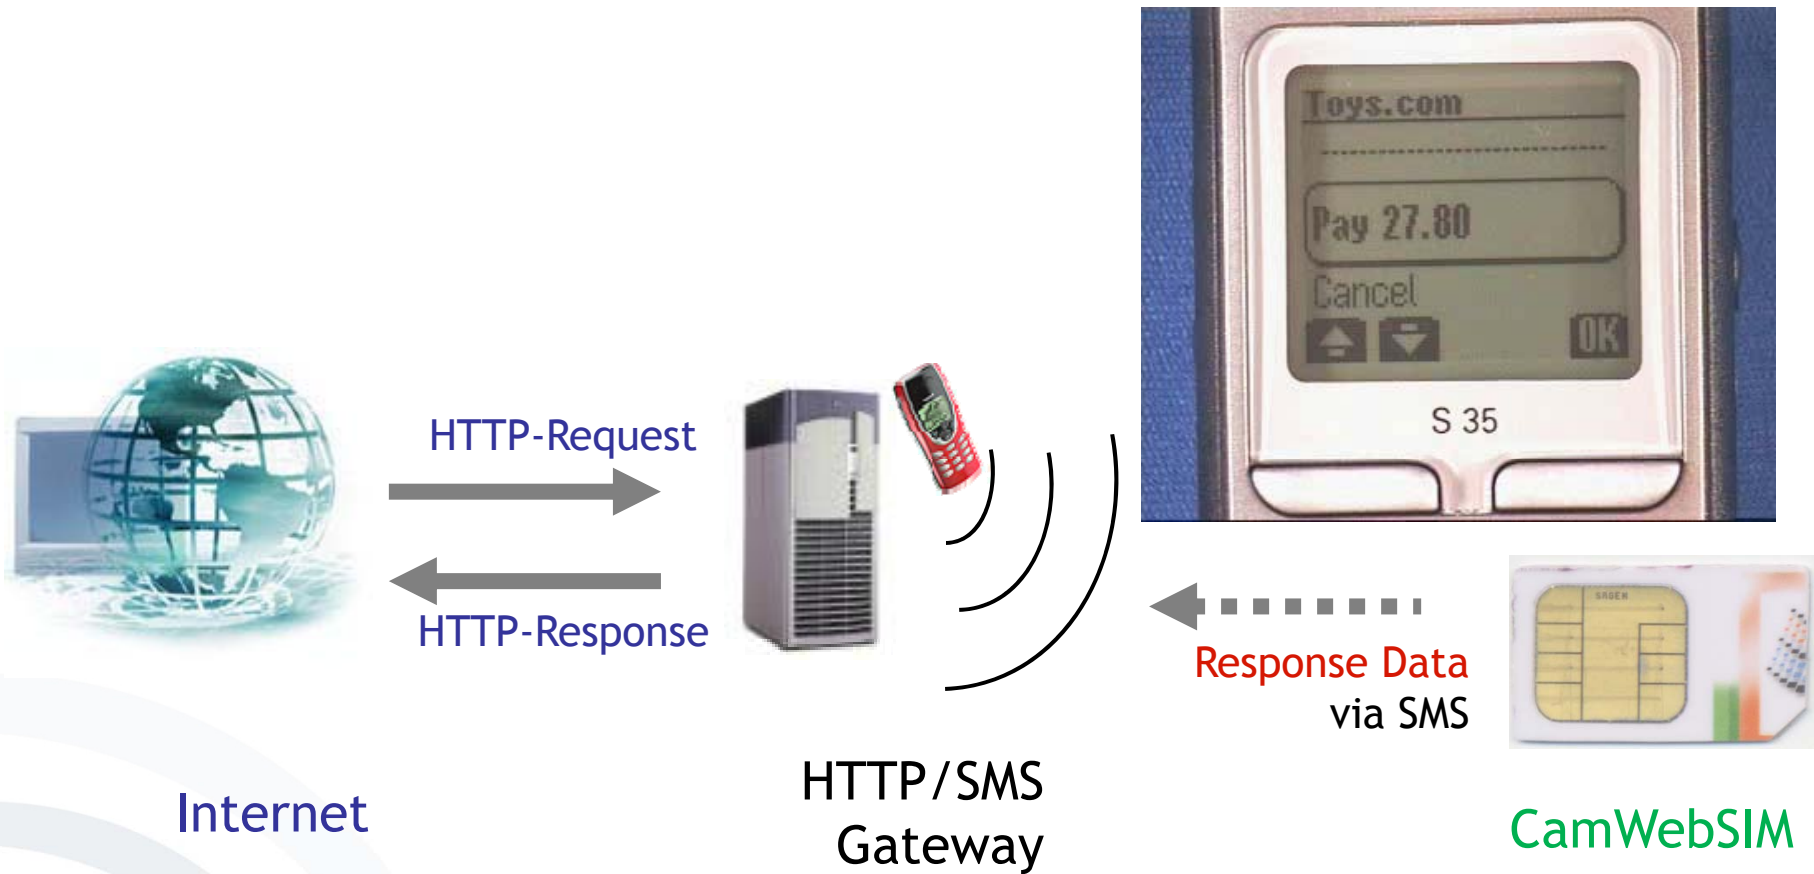 Toys.com
Pay 27.80
Cancel
OK
S 35
HTTP-Request
HTTP-Response
SAGEM
Response Data
via SMS
Internet
HTTP/SMS
Gateway
CamWebSIM